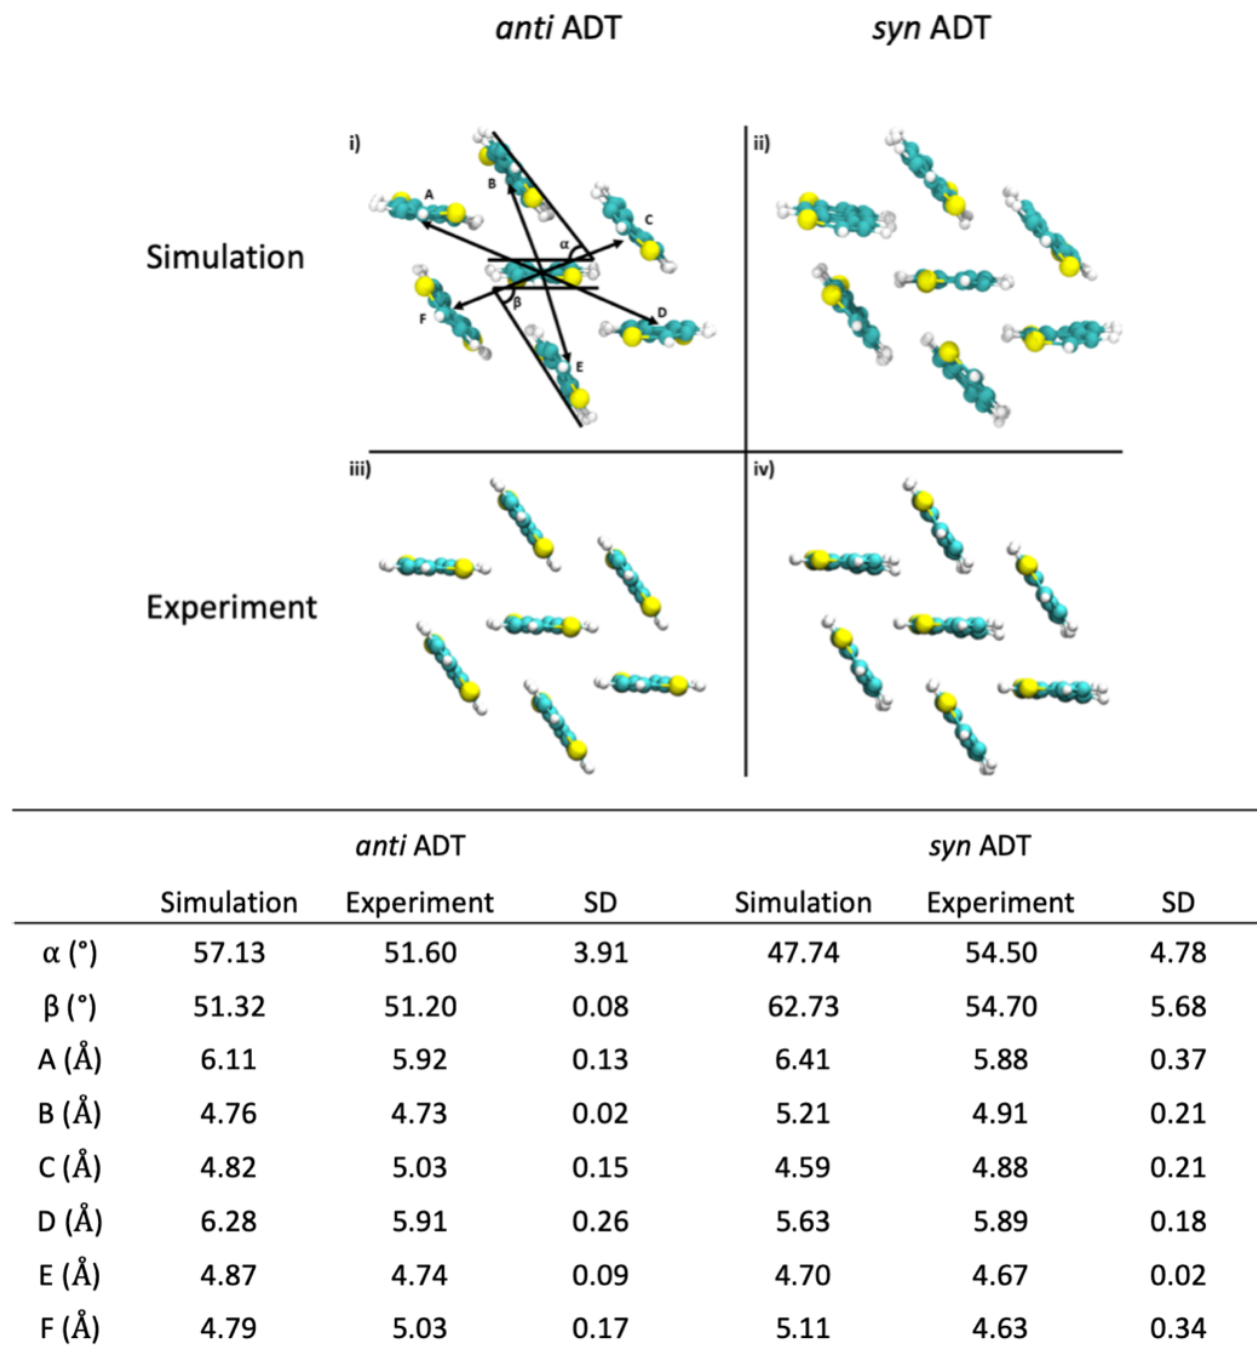 anti ADT syn ADT
i) ii)
B
A
C
α
Simulation
β
F
D
E
iii) iv)
Experiment
anti ADT syn ADT
Simulation Experiment SD Simulation Experiment SD
α (°) 57.13 51.60 3.91 47.74 54.50 4.78
β (°) 51.32 51.20 0.08 62.73 54.70 5.68
A (Å) 6.11 5.92 0.13 6.41 5.88 0.37
B (Å) 4.76 4.73 0.02 5.21 4.91 0.21
C (Å) 4.82 5.03 0.15 4.59 4.88 0.21
D (Å) 6.28 5.91 0.26 5.63 5.89 0.18
E (Å) 4.87 4.74 0.09 4.70 4.67 0.02
F (Å) 4.79 5.03 0.17 5.11 4.63 0.34